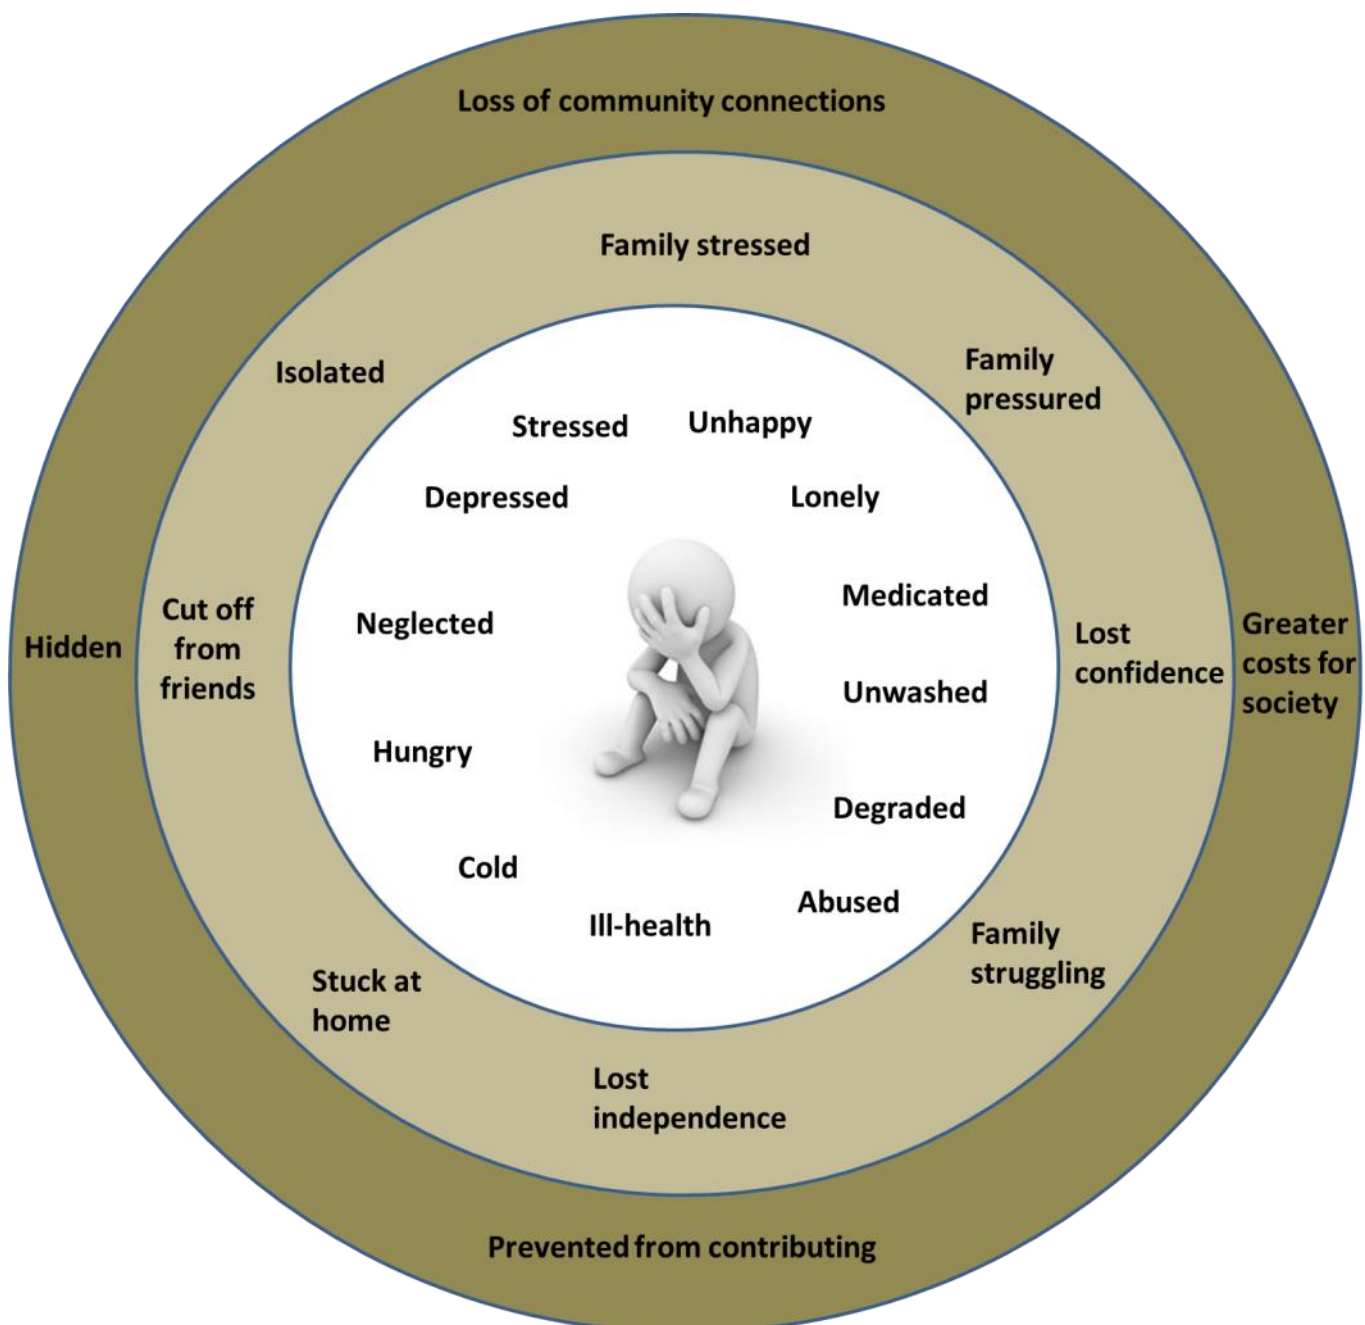 Loss of community connections
Family stressed
Family
pressured
Isolated
Stressed
Unhappy
Depressed
Lonely
Medicated
Neglected
Cut off
from
friends
Hidden
Lost
confidence
Greater
costs for
society
Unwashed
Hungry
Degraded
Cold
Abused
Ill-health
Family
struggling
Stuck at
home
Lost
independence
Prevented from contributing